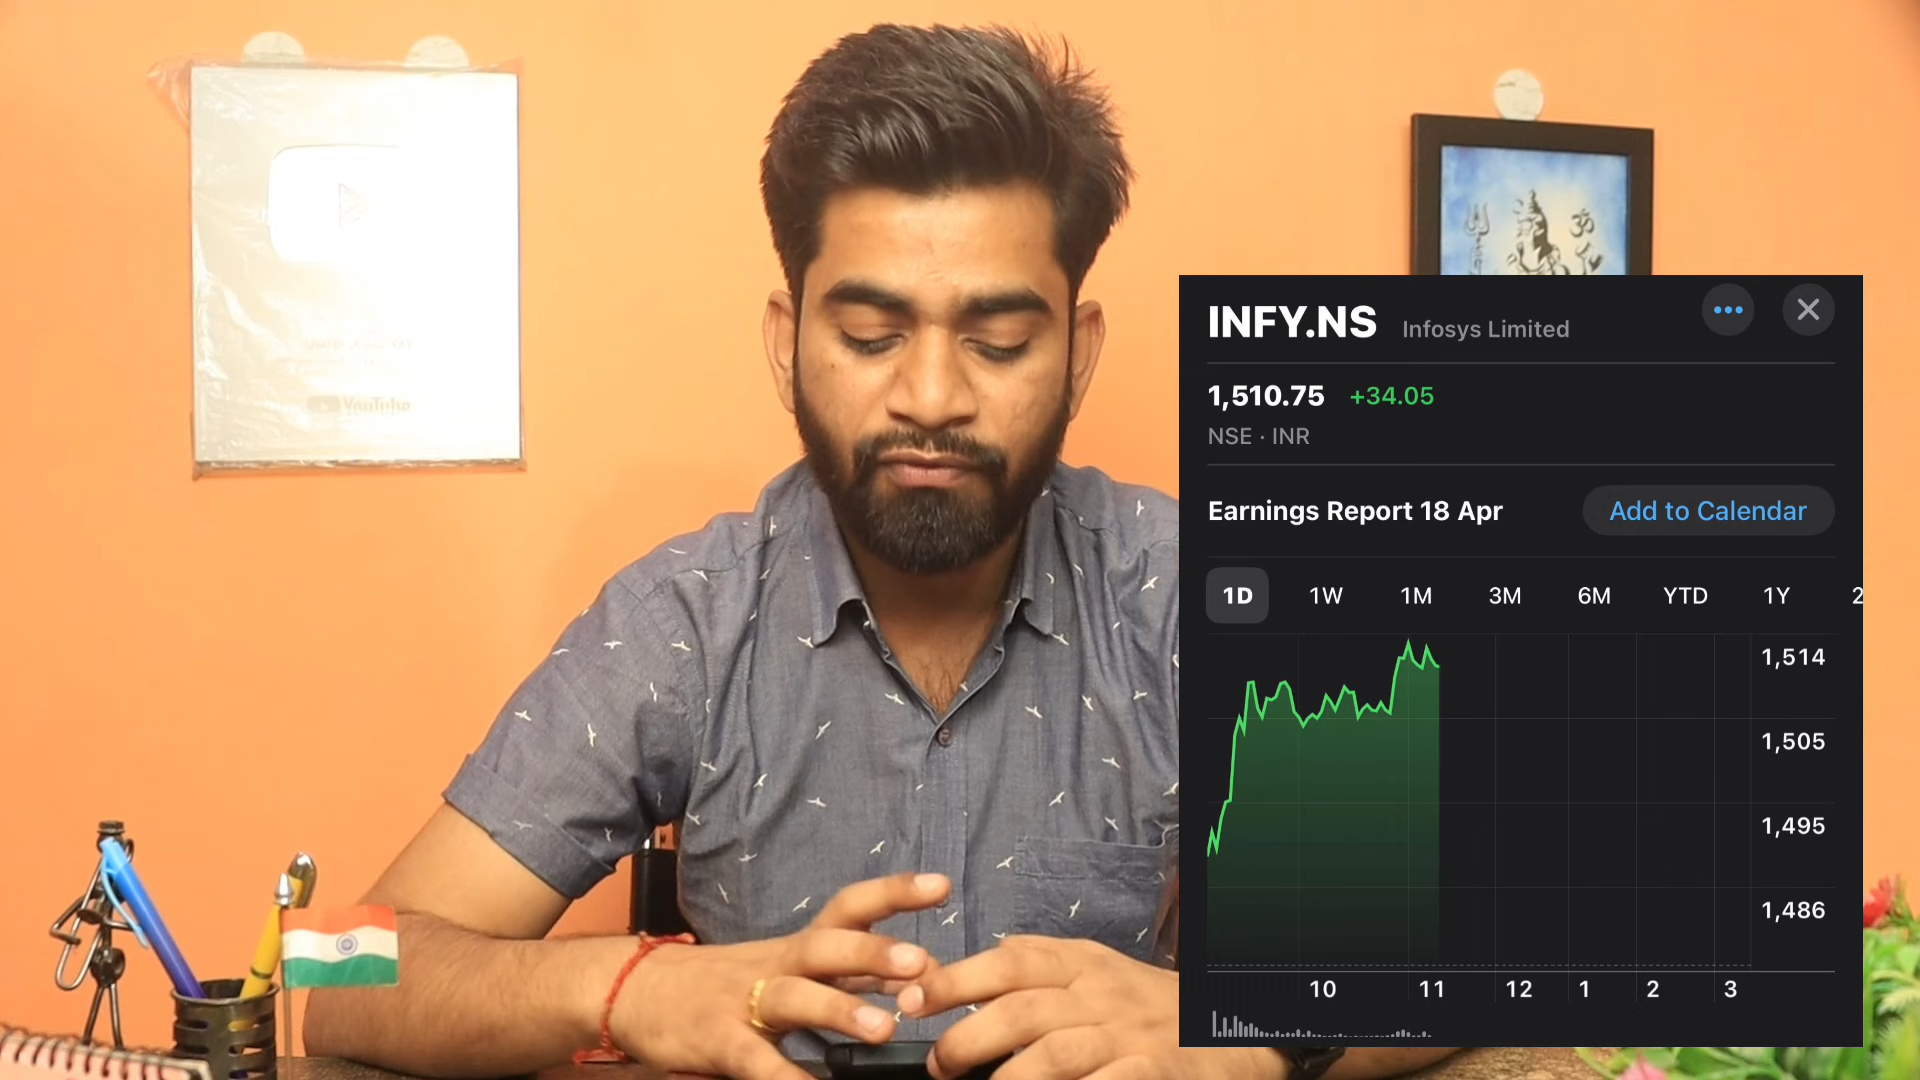 YouTube
ॐ
INFY.NS Infosys Limited
1,510.75 +34.05
NSE · INR
Earnings Report 18 Apr Add to Calendar
1D 1W 1M 3M 6M YTD 1Y 2
1,514
1,505
1,495
1,486
10 11 12 1 2 3